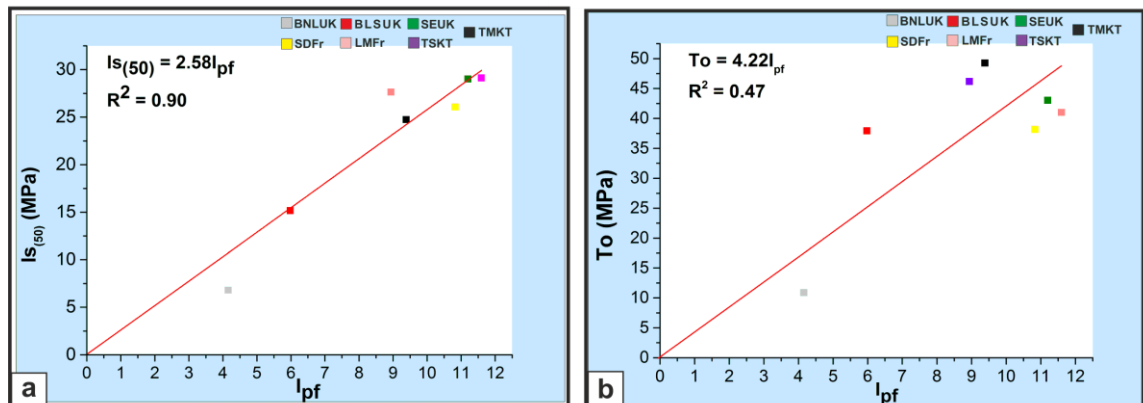 BNLUK BLSUK SEUK TMKT
SDFr LMFr TSKT
Is(50) = 2.58Ipf
R² = 0.90
30
25
20
15
10
5
0
Is(50) (MPa)
0 1 2 3 4 5 6 7 8 9 10 11 12
Ipf
a
BNLUK BLSUK SEUK TMKT
SDFr LMFr TSKT
To = 4.22Ipf
R² = 0.47
50
45
40
35
30
25
20
15
10
5
0
To (MPa)
0 1 2 3 4 5 6 7 8 9 10 11 12
Ipf
b